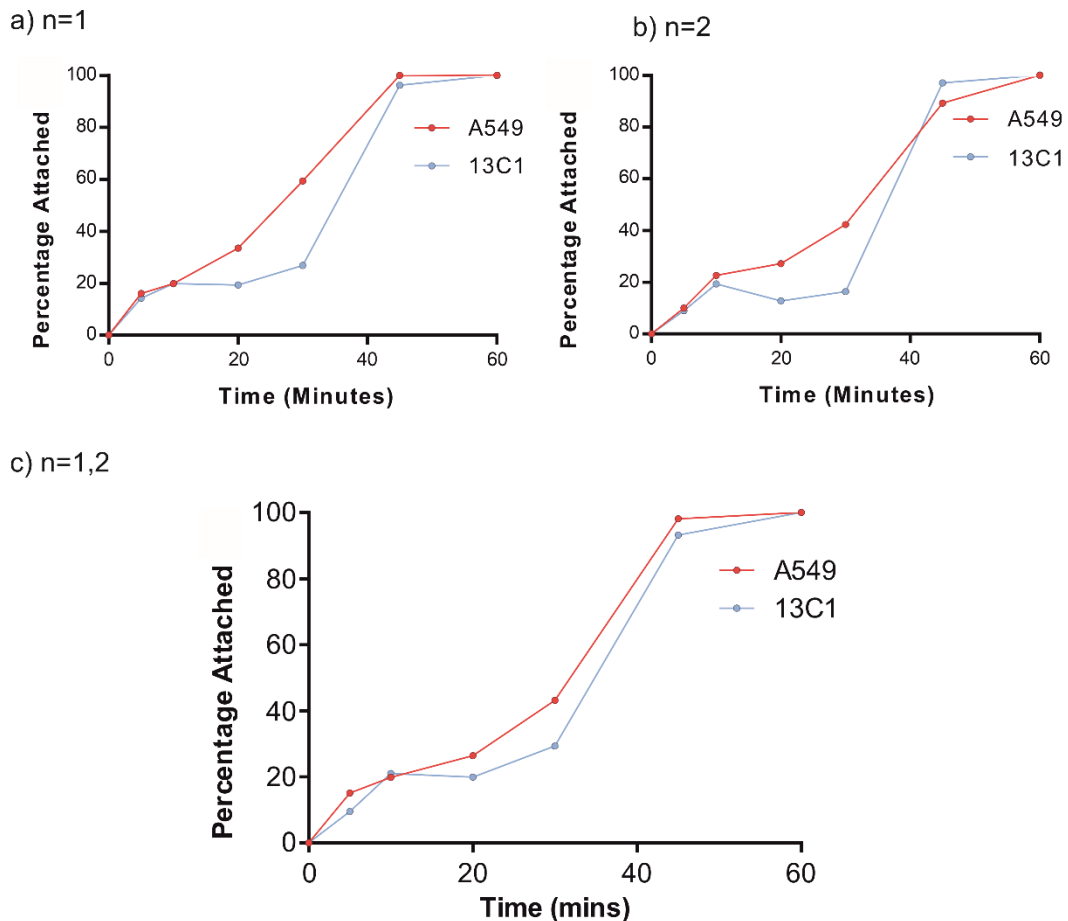 a) n=1
100
80
60
40
20
0
Percentage Attached
A549
13C1
0 20 40 60
Time (Minutes)
b) n=2
100
80
60
40
20
0
Percentage Attached
A549
13C1
0 20 40 60
Time (Minutes)
c) n=1,2
100
80
60
40
20
0
Percentage Attached
A549
13C1
0 20 40 60
Time (mins)